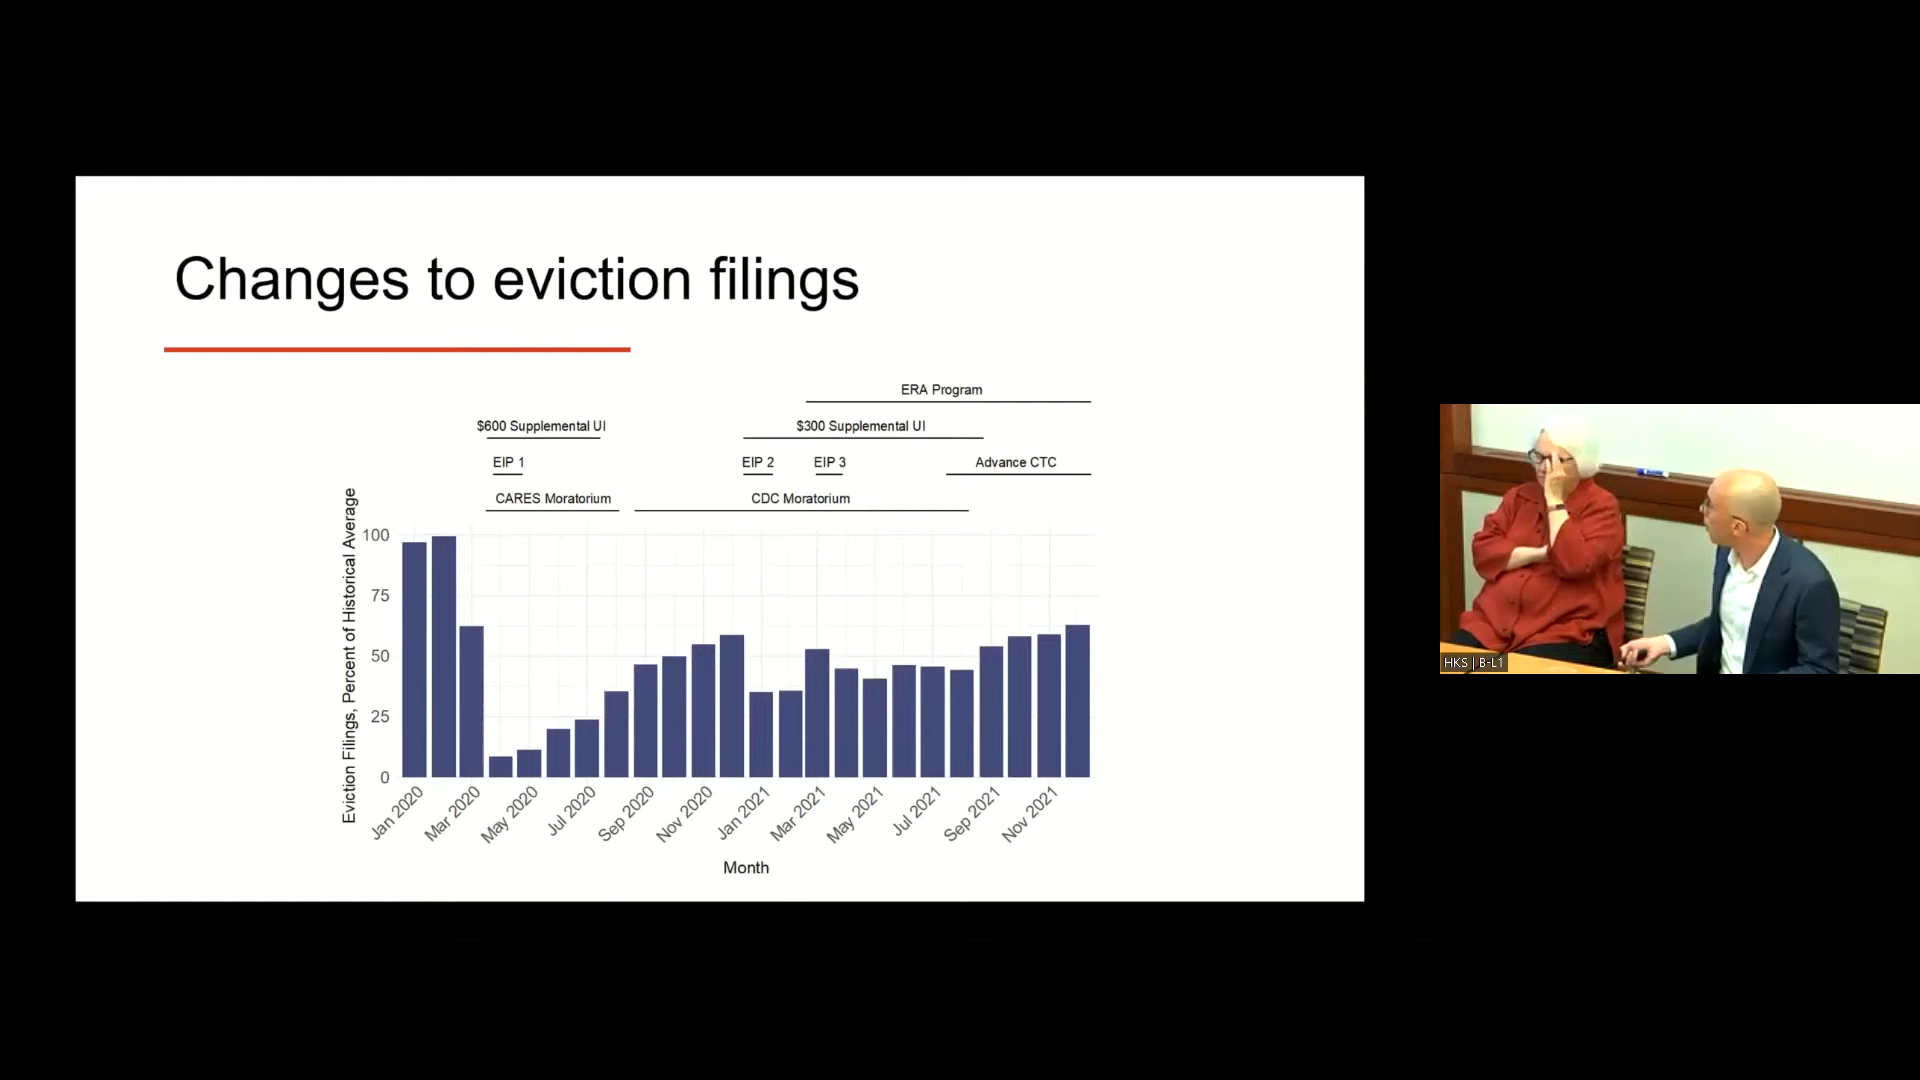 Changes to eviction filings
ERA Program
$600 Supplemental UI
$300 Supplemental UI
EIP 1
EIP 2
EIP 3
Advance CTC
CARES Moratorium
CDC Moratorium
Eviction Filings, Percent of Historical Average
100
75
50
25
0
Jan 2020
Mar 2020
May 2020
Jul 2020
Sep 2020
Nov 2020
Jan 2021
Mar 2021
May 2021
Jul 2021
Sep 2021
Nov 2021
Month
HKS | B-L1